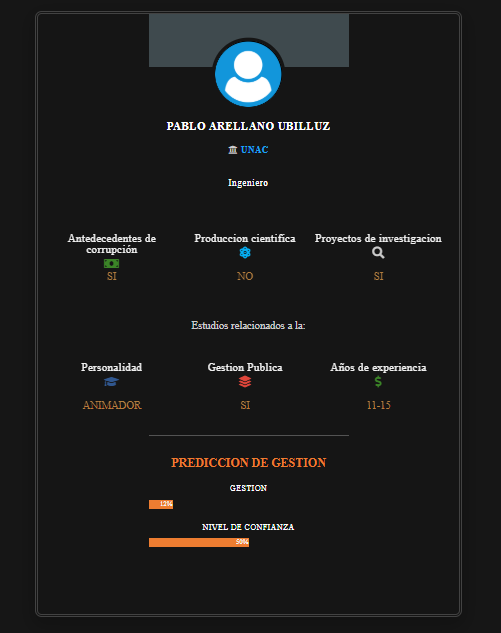 PABLO ARELLANO UBILLUZ
UNAC
Ingeniero
Antedecedentes de
corrupción
SI
Produccion cientifica
NO
Proyectos de investigacion
SI
Estudios relacionados a la:
Personalidad
ANIMADOR
Gestion Publica
SI
Años de experiencia
11-15
PREDICCION DE GESTION
GESTION
12%
NIVEL DE CONFIANZA
50%